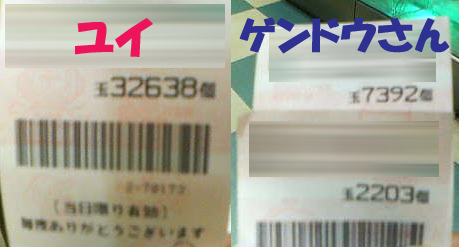 ユイ
玉32638個
2-70173
[当日限り有効]
毎度ありがとうございます
ゲンドウさん
玉7392個
玉2203個